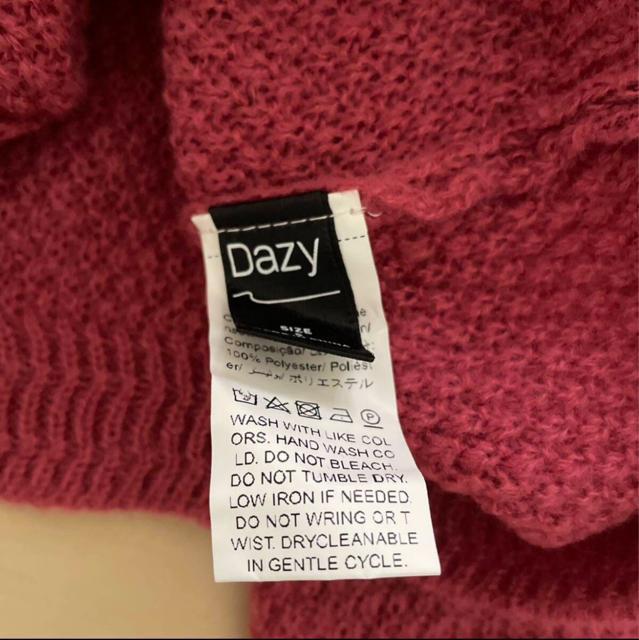 Dazy
SIZE
Composição/
100% Polyester/ Poliést
er/ ポリエステル
P
WASH WITH LIKE COL
ORS. HAND WASH CO
LD. DO NOT BLEACH.
DO NOT TUMBLE DRY.
LOW IRON IF NEEDED.
DO NOT WRING OR T
WIST. DRYCLEANABLE
IN GENTLE CYCLE.